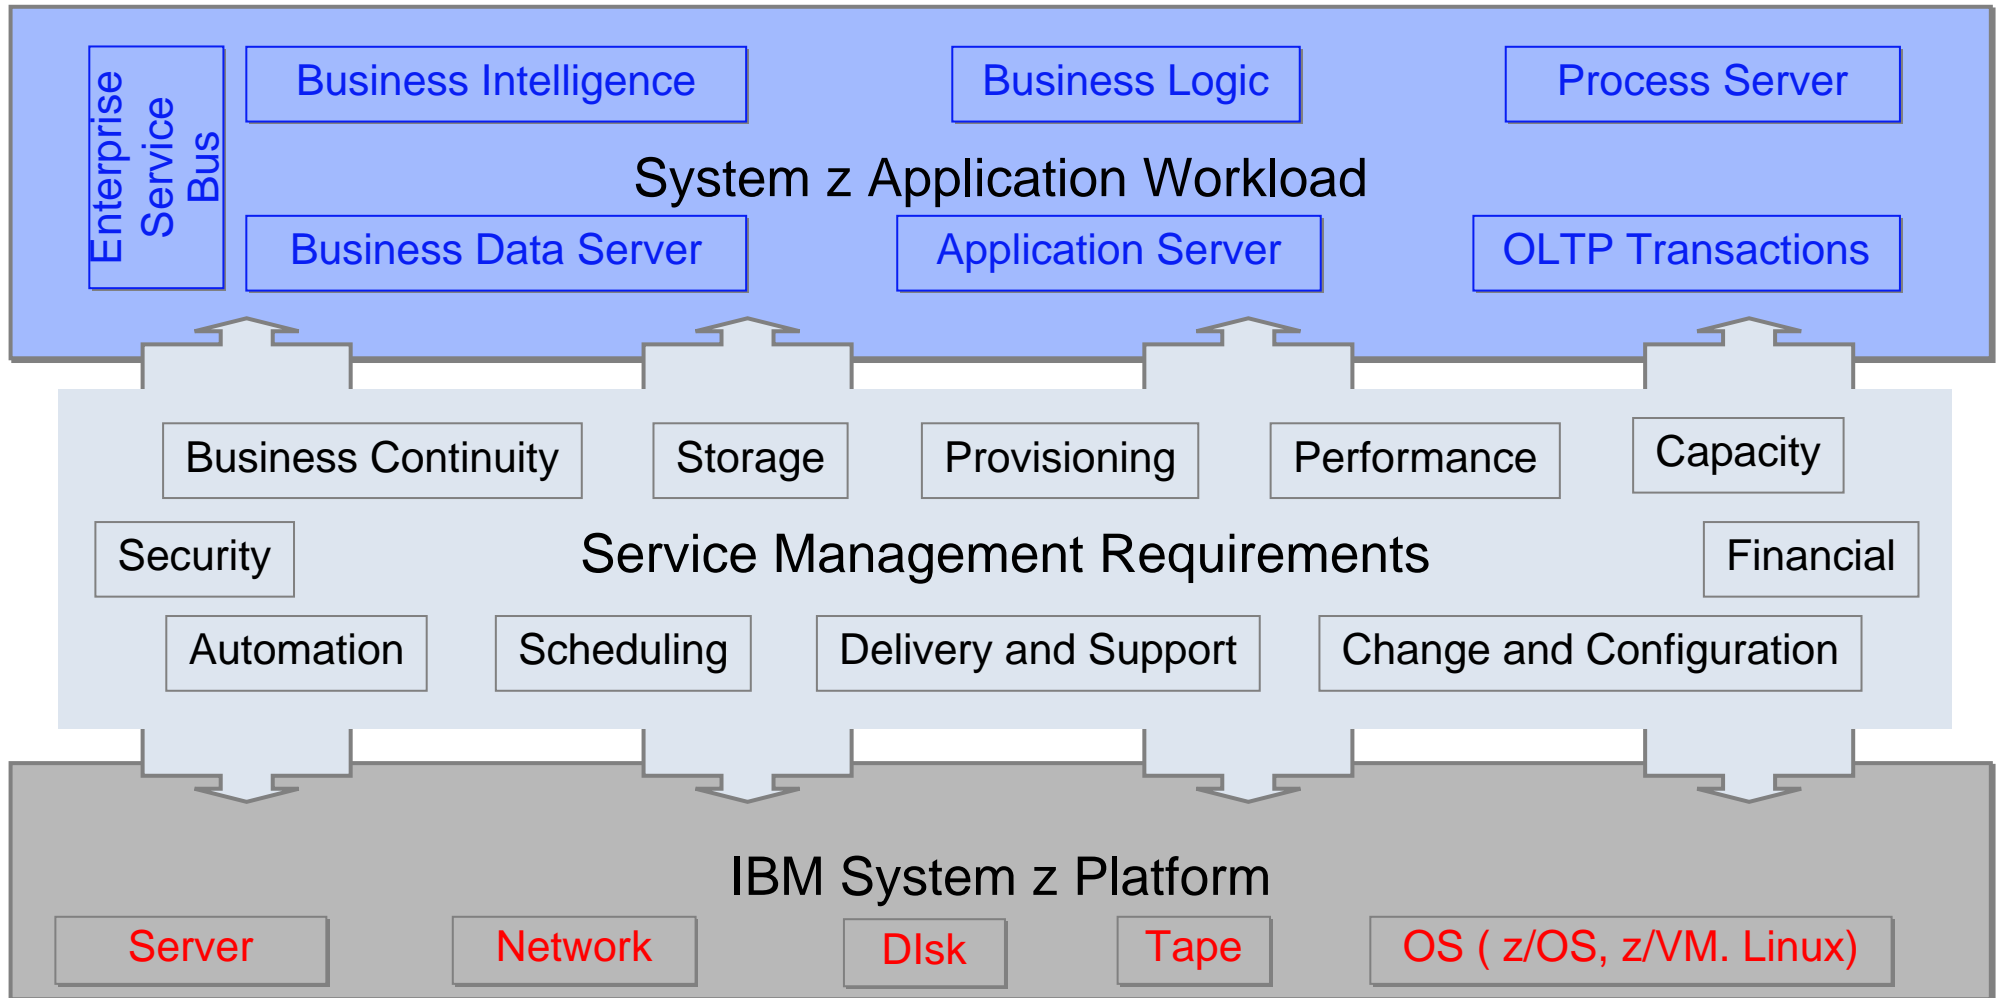 Enterprise
Service
Bus
Business Intelligence
Business Logic
Process Server
System z Application Workload
Business Data Server
Application Server
OLTP Transactions
Business Continuity
Storage
Provisioning
Performance
Capacity
Security
Service Management Requirements
Financial
Automation
Scheduling
Delivery and Support
Change and Configuration
IBM System z Platform
Server
Network
DIsk
Tape
OS ( z/OS, z/VM. Linux)